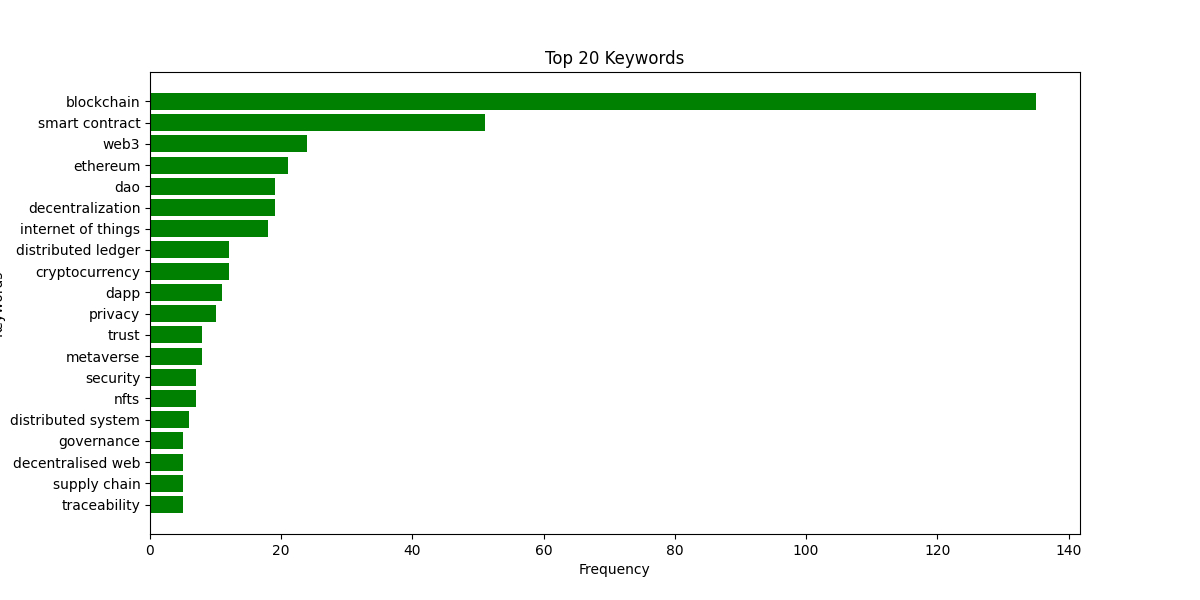 Top 20 Keywords
blockchain
smart contract
web3
ethereum
dao
decentralization
internet of things
distributed ledger
cryptocurrency
dapp
privacy
trust
metaverse
security
nfts
distributed system
governance
decentralised web
supply chain
traceability
0 20 40 60 80 100 120 140
Frequency